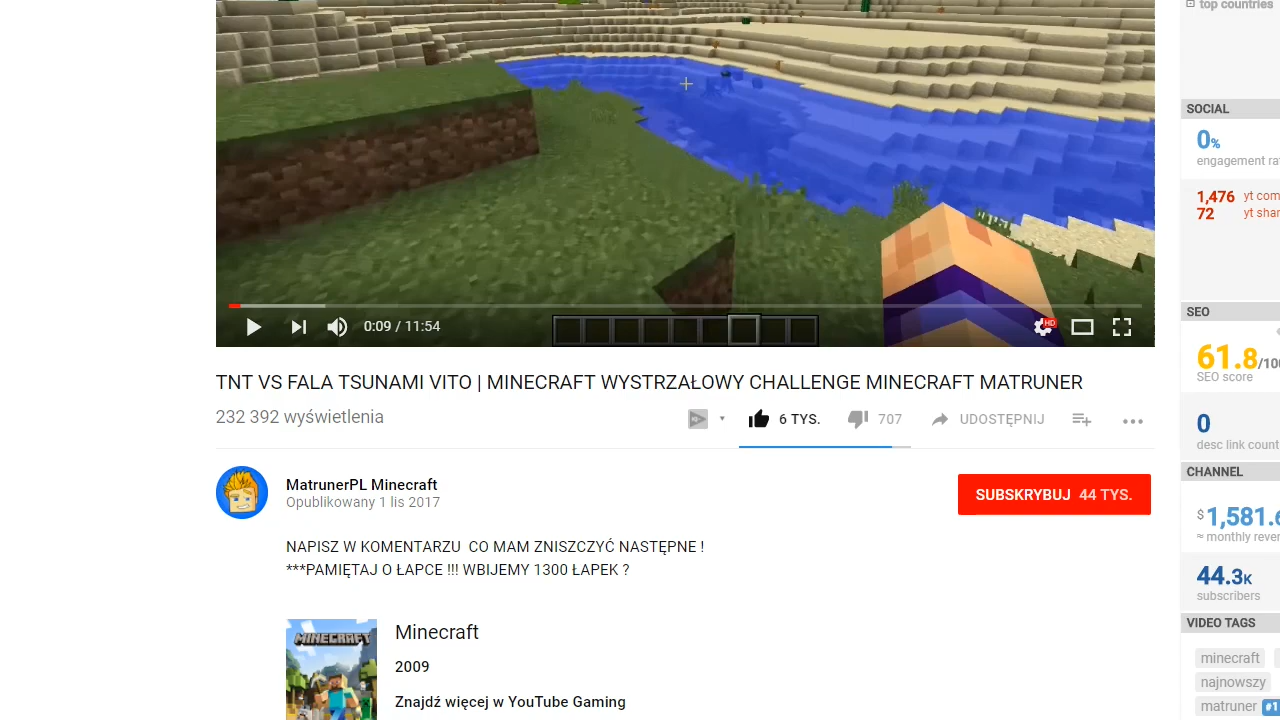 top countries
SOCIAL
0%
engagement ra
1,476 yt com
72 yt shar
0:09 / 11:54
HD
SEO
61.8/100
SEO score
TNT VS FALA TSUNAMI VITO | MINECRAFT WYSTRZAŁOWY CHALLENGE MINECRAFT MATRUNER
232 392 wyświetlenia
6 TYS. 707 UDOSTĘPNIJ
0
desc link count
CHANNEL
MatrunerPL Minecraft
Opublikowany 1 lis 2017
SUBSKRYBUJ 44 TYS.
$1,581.6
≈ monthly rever
NAPISZ W KOMENTARZU CO MAM ZNISZCZYĆ NASTĘPNE !
***PAMIĘTAJ O ŁAPCE !!! WBIJEMY 1300 ŁAPEK ?
44.3K
subscribers
VIDEO TAGS
MINECRAFT
Minecraft
2009
Znajdź więcej w YouTube Gaming
minecraft
najnowszy
matruner #1